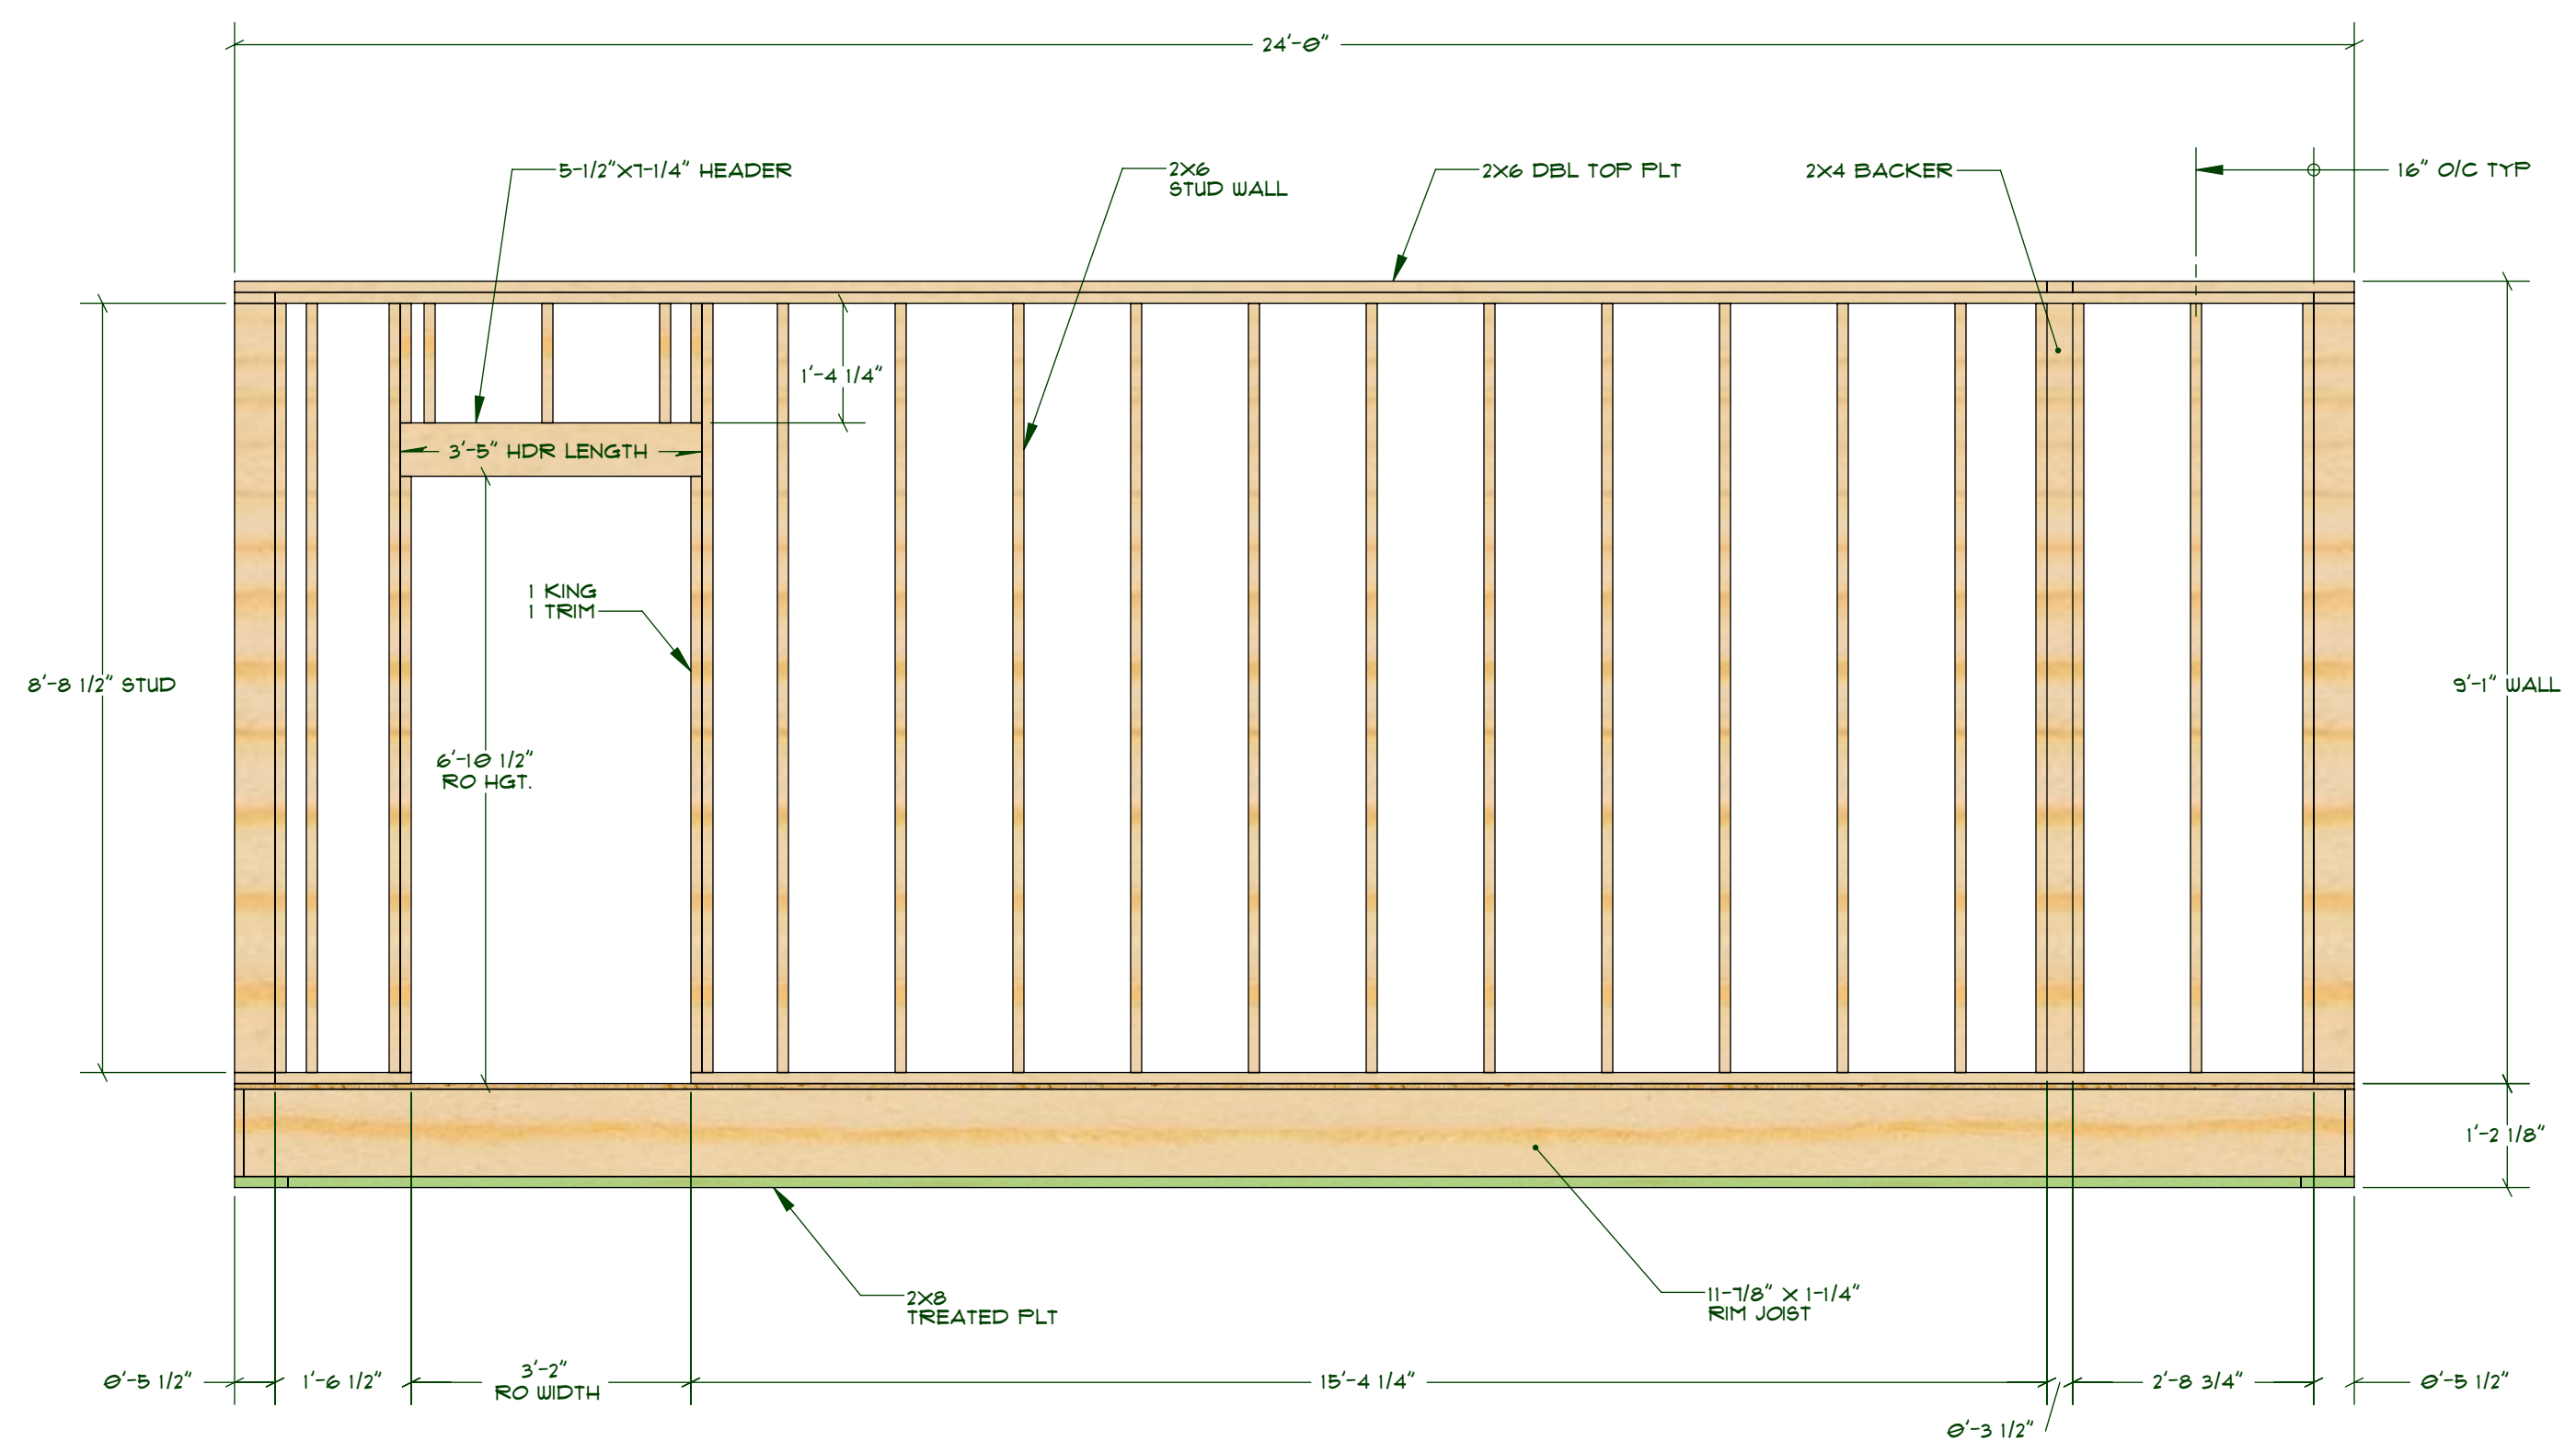 24'-0"
5-1/2"X7-1/4" HEADER
2X6
STUD WALL
2X6 DBL TOP PLT
2X4 BACKER
16" O/C TYP
1'-4 1/4"
3'-5" HDR LENGTH
1 KING
1 TRIM
8'-8 1/2" STUD
9'-1" WALL
6'-10 1/2"
RO HGT.
1'-2 1/8"
2X8
TREATED PLT
11-7/8" X 1-1/4"
RIM JOIST
0'-5 1/2"
1'-6 1/2"
3'-2"
RO WIDTH
15'-4 1/4"
2'-8 3/4"
0'-5 1/2"
0'-3 1/2"